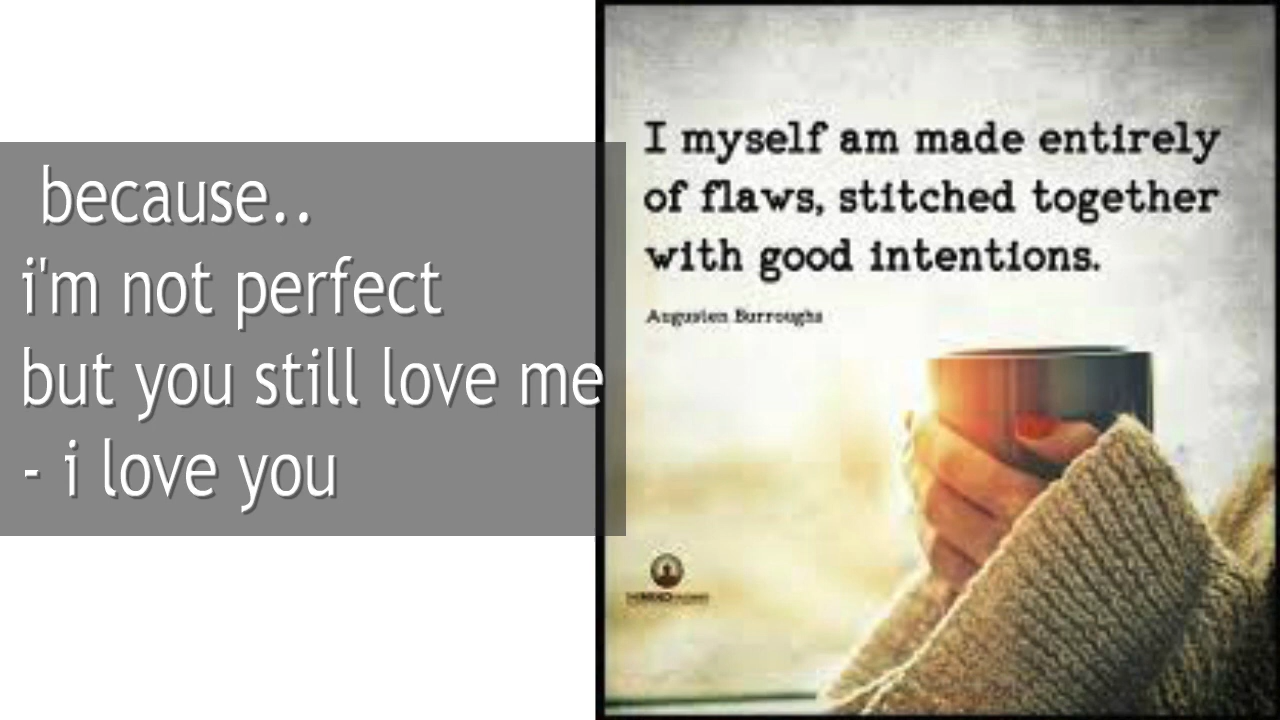 because..
i'm not perfect
but you still love me
- i love you
I myself am made entirely
of flaws, stitched together
with good intentions.
Augusten Burroughs